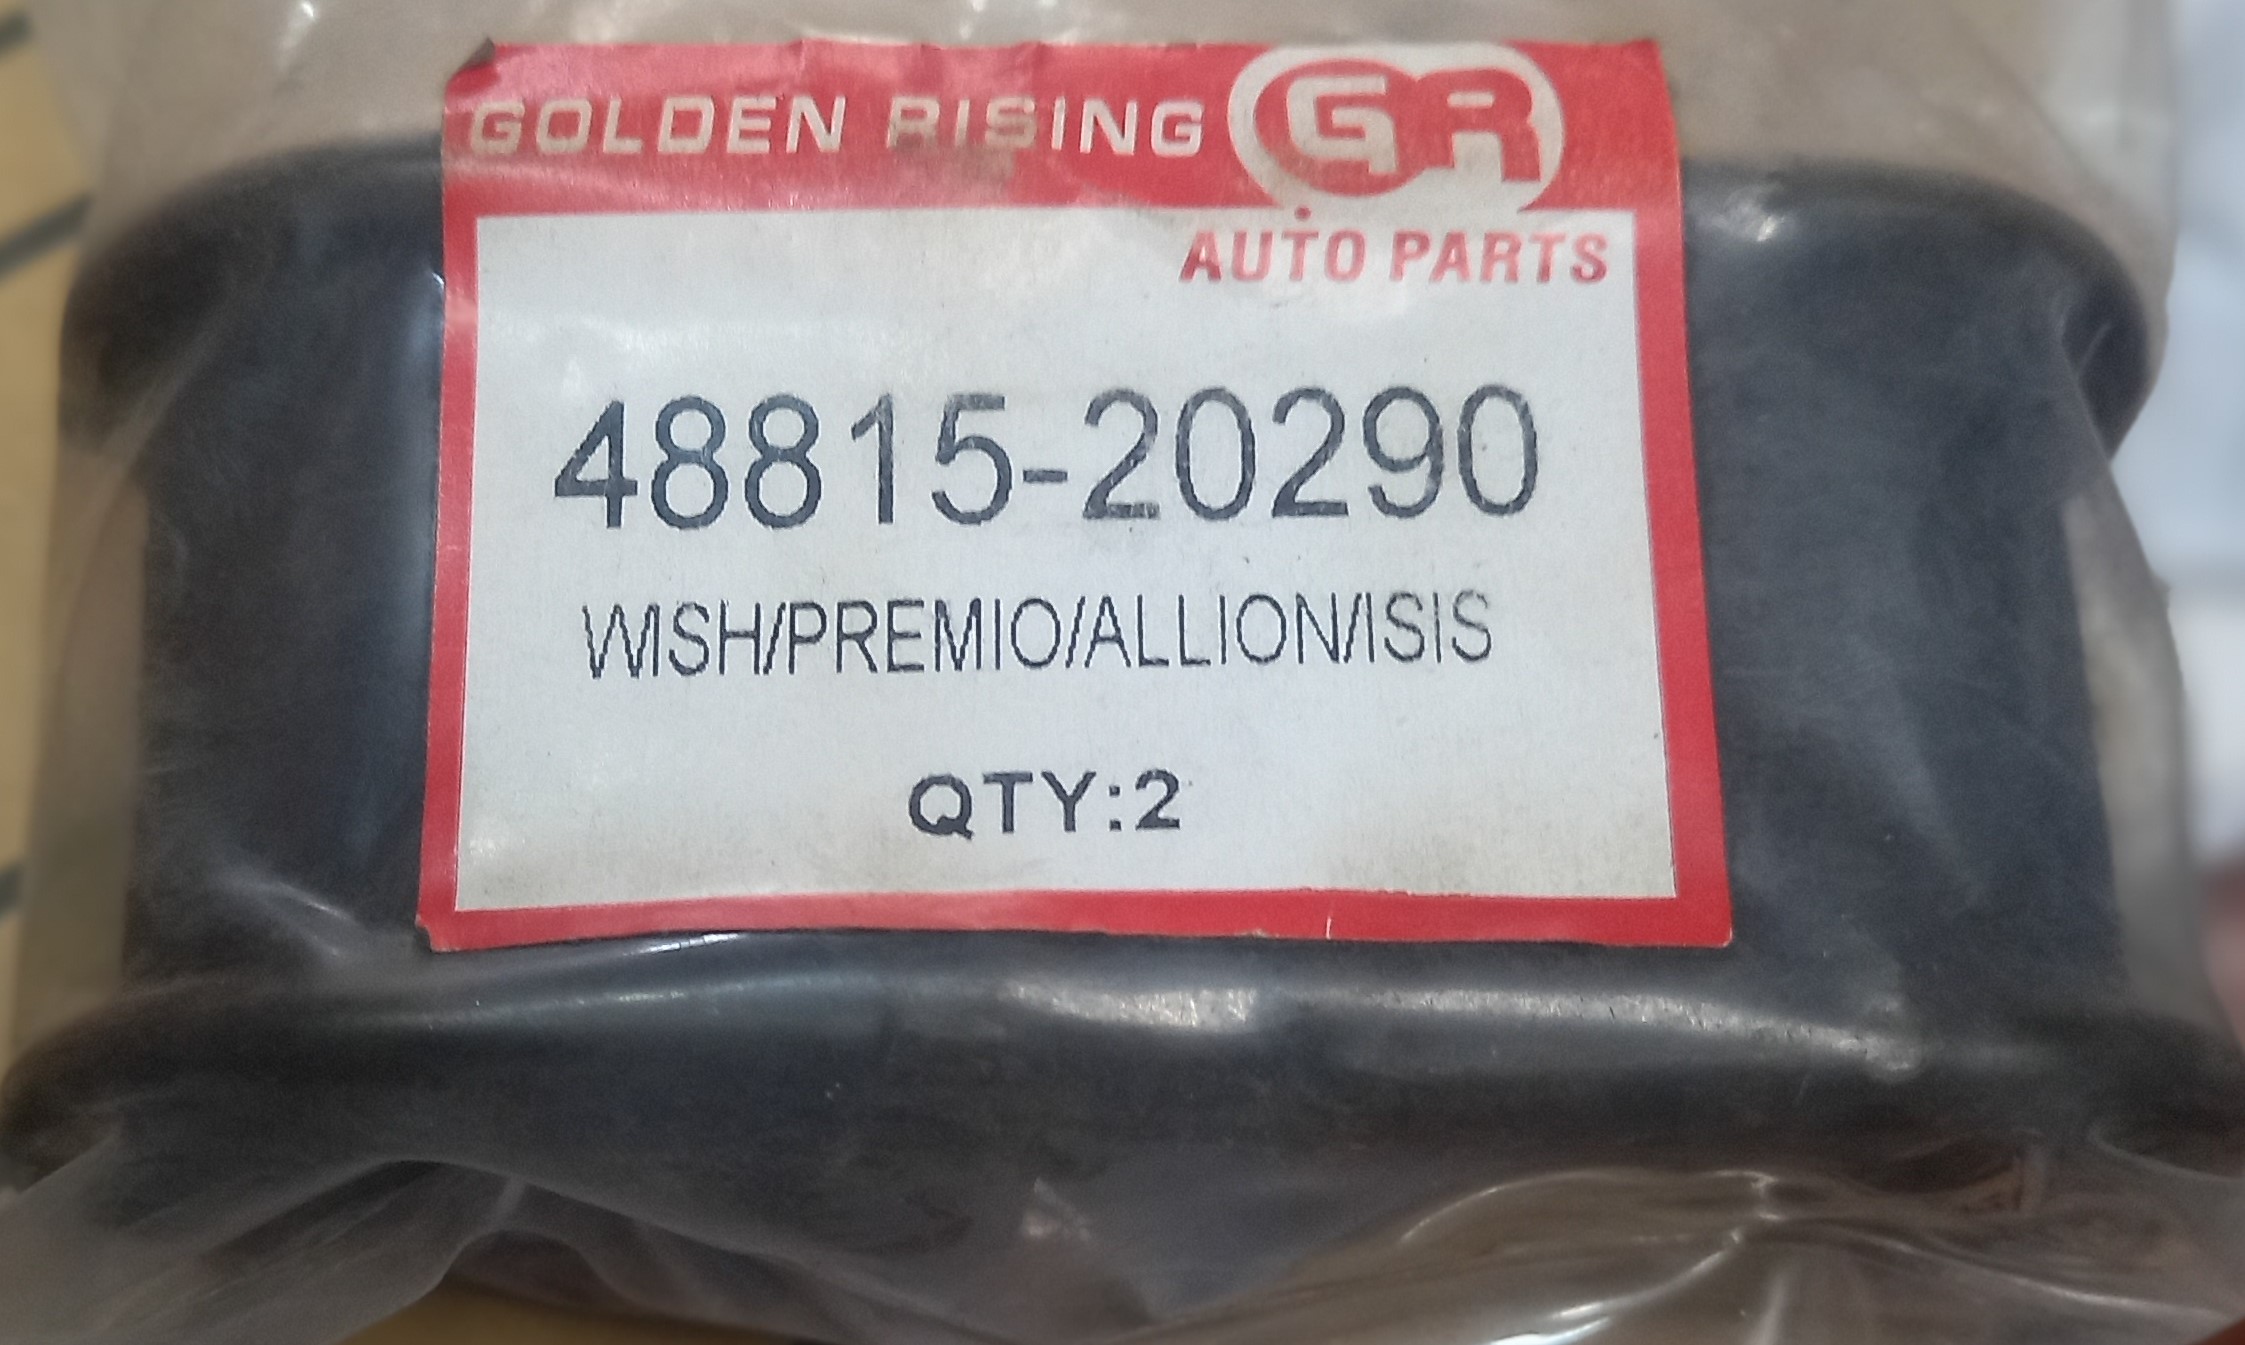 GOLDEN RISING GR
AUTO PARTS
48815-20290
WISH/PREMIO/ALLION/ISIS
QTY:2